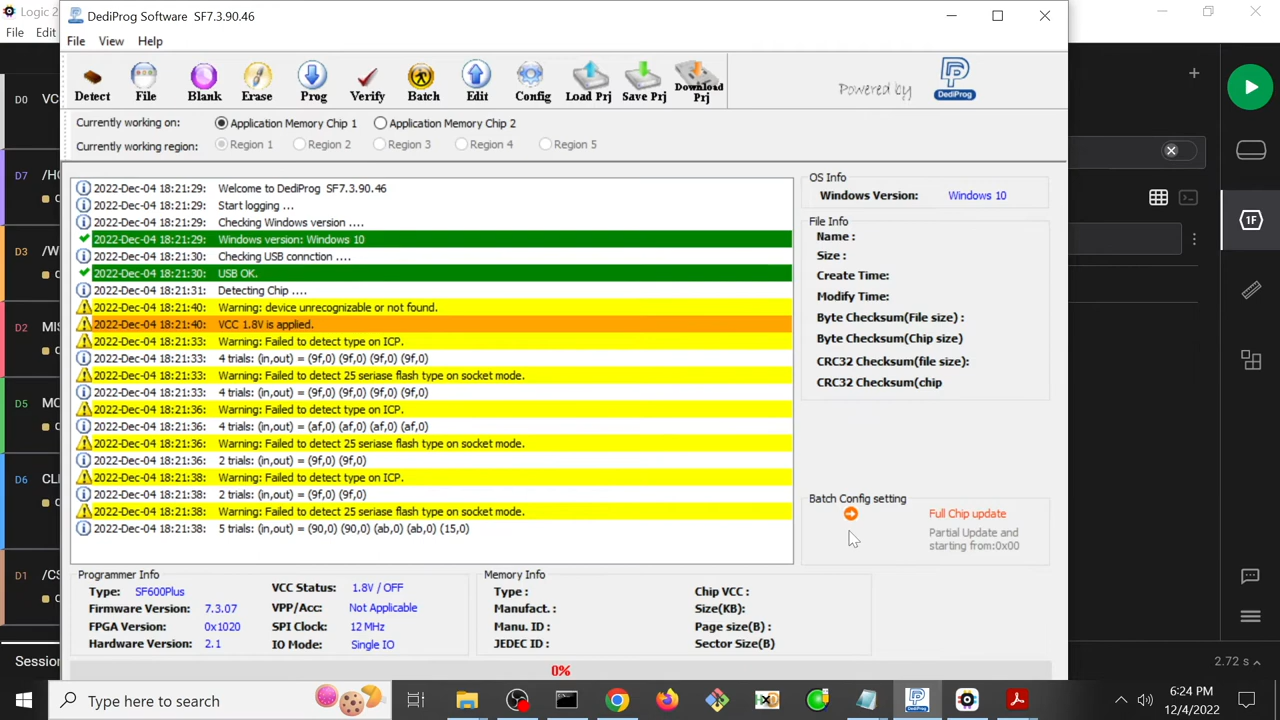 Logic 2
DediProg Software SF7.3.90.46
File Edit
File View Help
Detect File Blank Erase Prog Verify Batch Edit Config Load Prj Save Prj Download Prj
Powered by DediProg
Currently working on: Application Memory Chip 1 Application Memory Chip 2
Currently working region: Region 1 Region 2 Region 3 Region 4 Region 5
D0 VC
D7 /HO
D3 /W
D2 MIS
D5 MO
D6 CL
D1 /CS
2022-Dec-04 18:21:29: Welcome to DediProg SF7.3.90.46
2022-Dec-04 18:21:29: Start logging ...
2022-Dec-04 18:21:29: Checking Windows version ....
2022-Dec-04 18:21:29: Windows version: Windows 10
2022-Dec-04 18:21:30: Checking USB connction ....
2022-Dec-04 18:21:30: USB OK.
2022-Dec-04 18:21:31: Detecting Chip ....
2022-Dec-04 18:21:40: Warning: device unrecognizable or not found.
2022-Dec-04 18:21:40: VCC 1.8V is applied.
2022-Dec-04 18:21:33: Warning: Failed to detect type on ICP.
2022-Dec-04 18:21:33: 4 trials: (in,out) = (9f,0) (9f,0) (9f,0) (9f,0)
2022-Dec-04 18:21:33: Warning: Failed to detect 25 seriase flash type on socket mode.
2022-Dec-04 18:21:33: 4 trials: (in,out) = (9f,0) (9f,0) (9f,0) (9f,0)
2022-Dec-04 18:21:36: Warning: Failed to detect type on ICP.
2022-Dec-04 18:21:36: 4 trials: (in,out) = (af,0) (af,0) (af,0) (af,0)
2022-Dec-04 18:21:36: Warning: Failed to detect 25 seriase flash type on socket mode.
2022-Dec-04 18:21:36: 2 trials: (in,out) = (9f,0) (9f,0)
2022-Dec-04 18:21:38: Warning: Failed to detect type on ICP.
2022-Dec-04 18:21:38: 2 trials: (in,out) = (9f,0) (9f,0)
2022-Dec-04 18:21:38: Warning: Failed to detect 25 seriase flash type on socket mode.
2022-Dec-04 18:21:38: 5 trials: (in,out) = (90,0) (90,0) (ab,0) (ab,0) (15,0)
OS Info
Windows Version: Windows 10
File Info
Name :
Size :
Create Time:
Modify Time:
Byte Checksum(File size) :
Byte Checksum(Chip size)
CRC32 Checksum(file size):
CRC32 Checksum(chip
Batch Config setting
Full Chip update
Partial Update and
starting from:0x00
1F
Programmer Info
Type: SF600Plus
Firmware Version: 7.3.07
FPGA Version: 0x1020
Hardware Version: 2.1
VCC Status: 1.8V / OFF
VPP/Acc: Not Applicable
SPI Clock: 12 MHz
IO Mode: Single IO
Memory Info
Type :
Manufact. :
Manu. ID :
JEDEC ID :
Chip VCC :
Size(KB):
Page size(B) :
Sector Size(B)
Sessio
0%
2.72 s
Type here to search
6:24 PM
12/4/2022